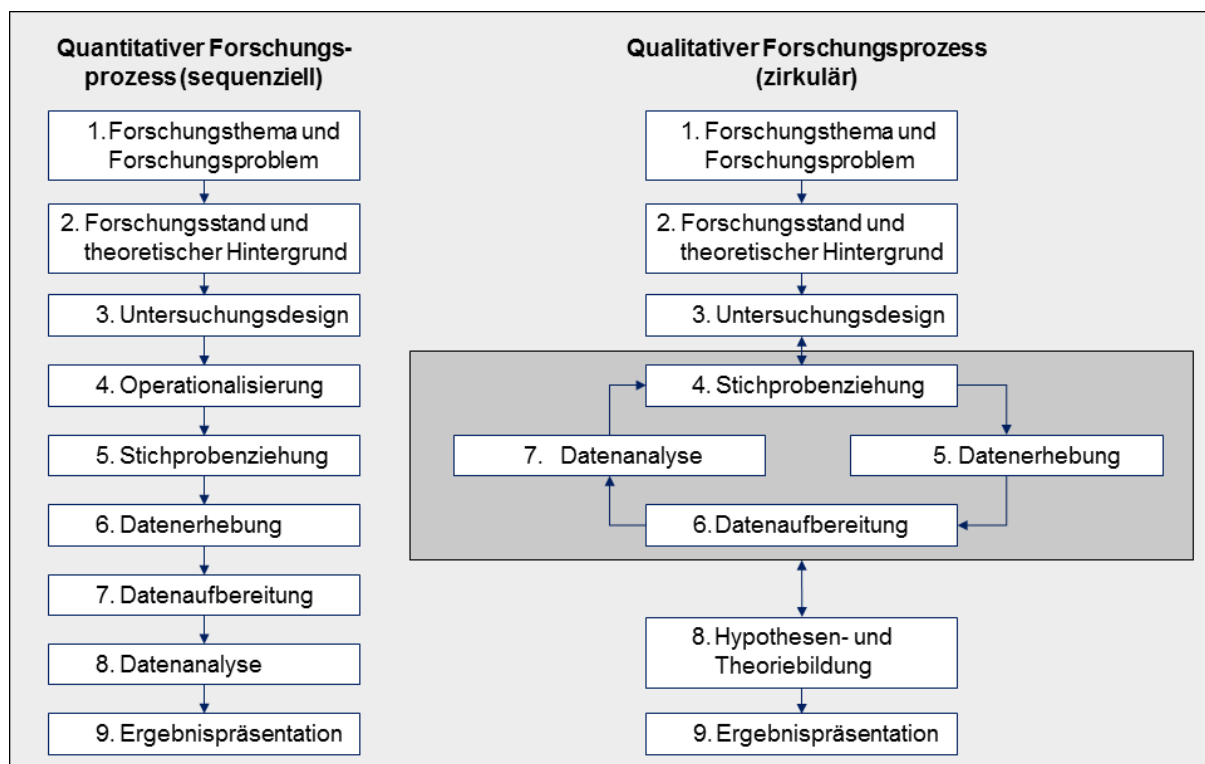 Quantitativer Forschungs-
prozess (sequenziell)
1. Forschungsthema und
Forschungsproblem
2. Forschungsstand und
theoretischer Hintergrund
3. Untersuchungsdesign
4. Operationalisierung
5. Stichprobenziehung
6. Datenerhebung
7. Datenaufbereitung
8. Datenanalyse
9. Ergebnispräsentation
Qualitativer Forschungsprozess
(zirkulär)
1. Forschungsthema und
Forschungsproblem
2. Forschungsstand und
theoretischer Hintergrund
3. Untersuchungsdesign
4. Stichprobenziehung
5. Datenerhebung
6. Datenaufbereitung
7. Datenanalyse
8. Hypothesen- und
Theoriebildung
9. Ergebnispräsentation